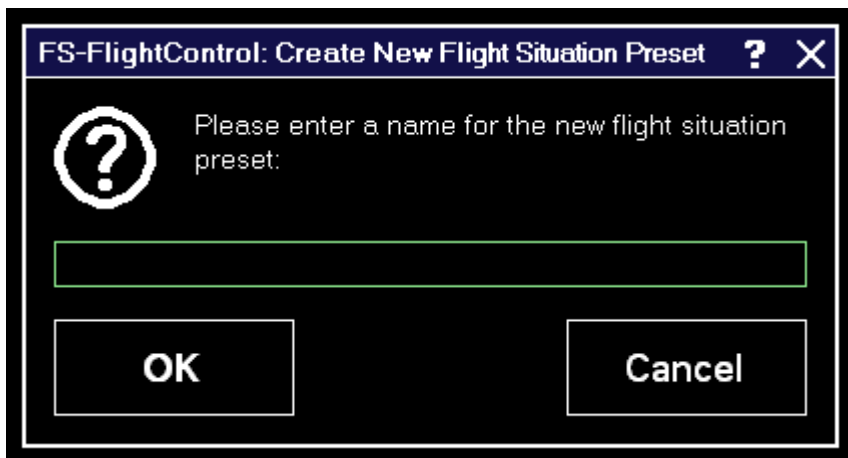 FS-FlightControl: Create New Flight Situation Preset ? X
Please enter a name for the new flight situation
preset:
OK Cancel